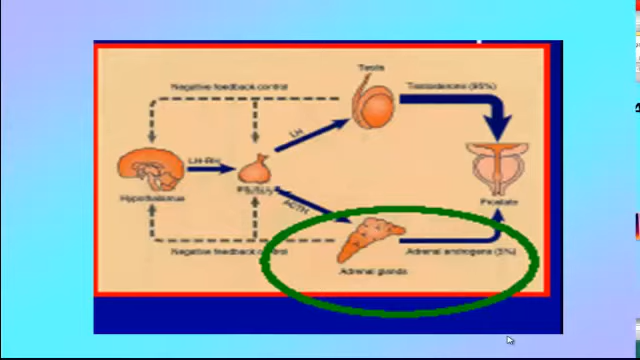 Testis
Negative feedback control
Testosterone (95%)
LH
LH-RH
Pituitary
Hypothalamus
ACTH
Prostate
Negative feedback control
Adrenal androgens (5%)
Adrenal glands